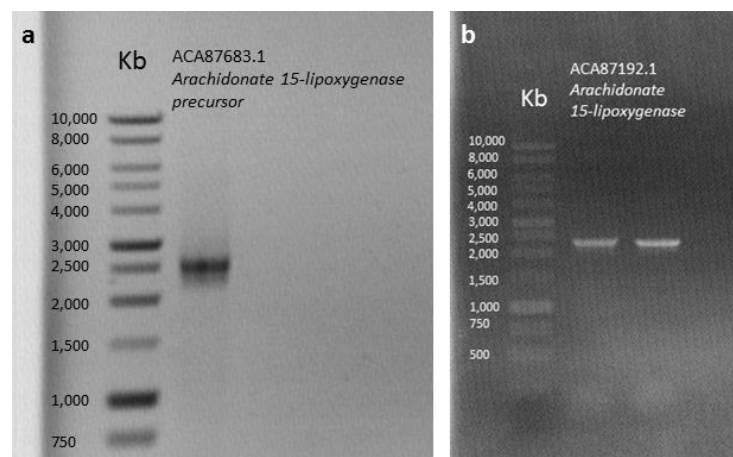 a
Kb
ACA87683.1
Arachidonate 15-lipoxygenase
precursor
10,000
8,000
6,000
5,000
4,000
3,000
2,500
2,000
1,500
1,000
750
b
Kb
ACA87192.1
Arachidonate
15-lipoxygenase
10,000
8,000
6,000
5,000
4,000
3,000
2,500
2,000
1,500
1,000
750
500